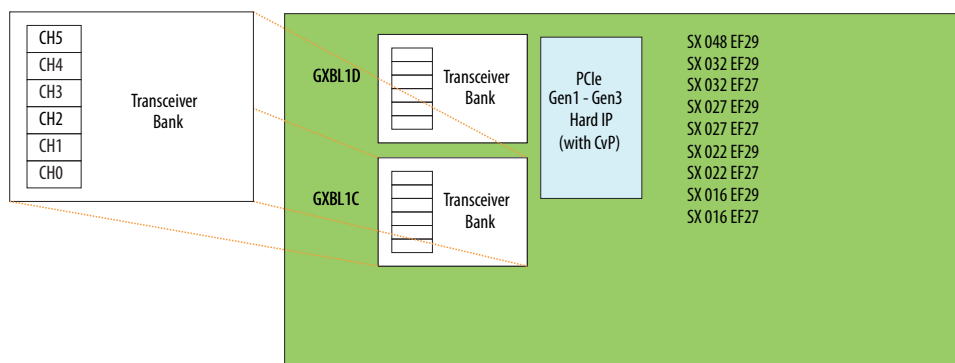 CH5
CH4
CH3
CH2
CH1
CH0
Transceiver
Bank
GXBL1D
Transceiver
Bank
GXBL1C
Transceiver
Bank
PCIe
Gen1 - Gen3
Hard IP
(with CvP)
SX 048 EF29
SX 032 EF29
SX 032 EF27
SX 027 EF29
SX 027 EF27
SX 022 EF29
SX 022 EF27
SX 016 EF29
SX 016 EF27